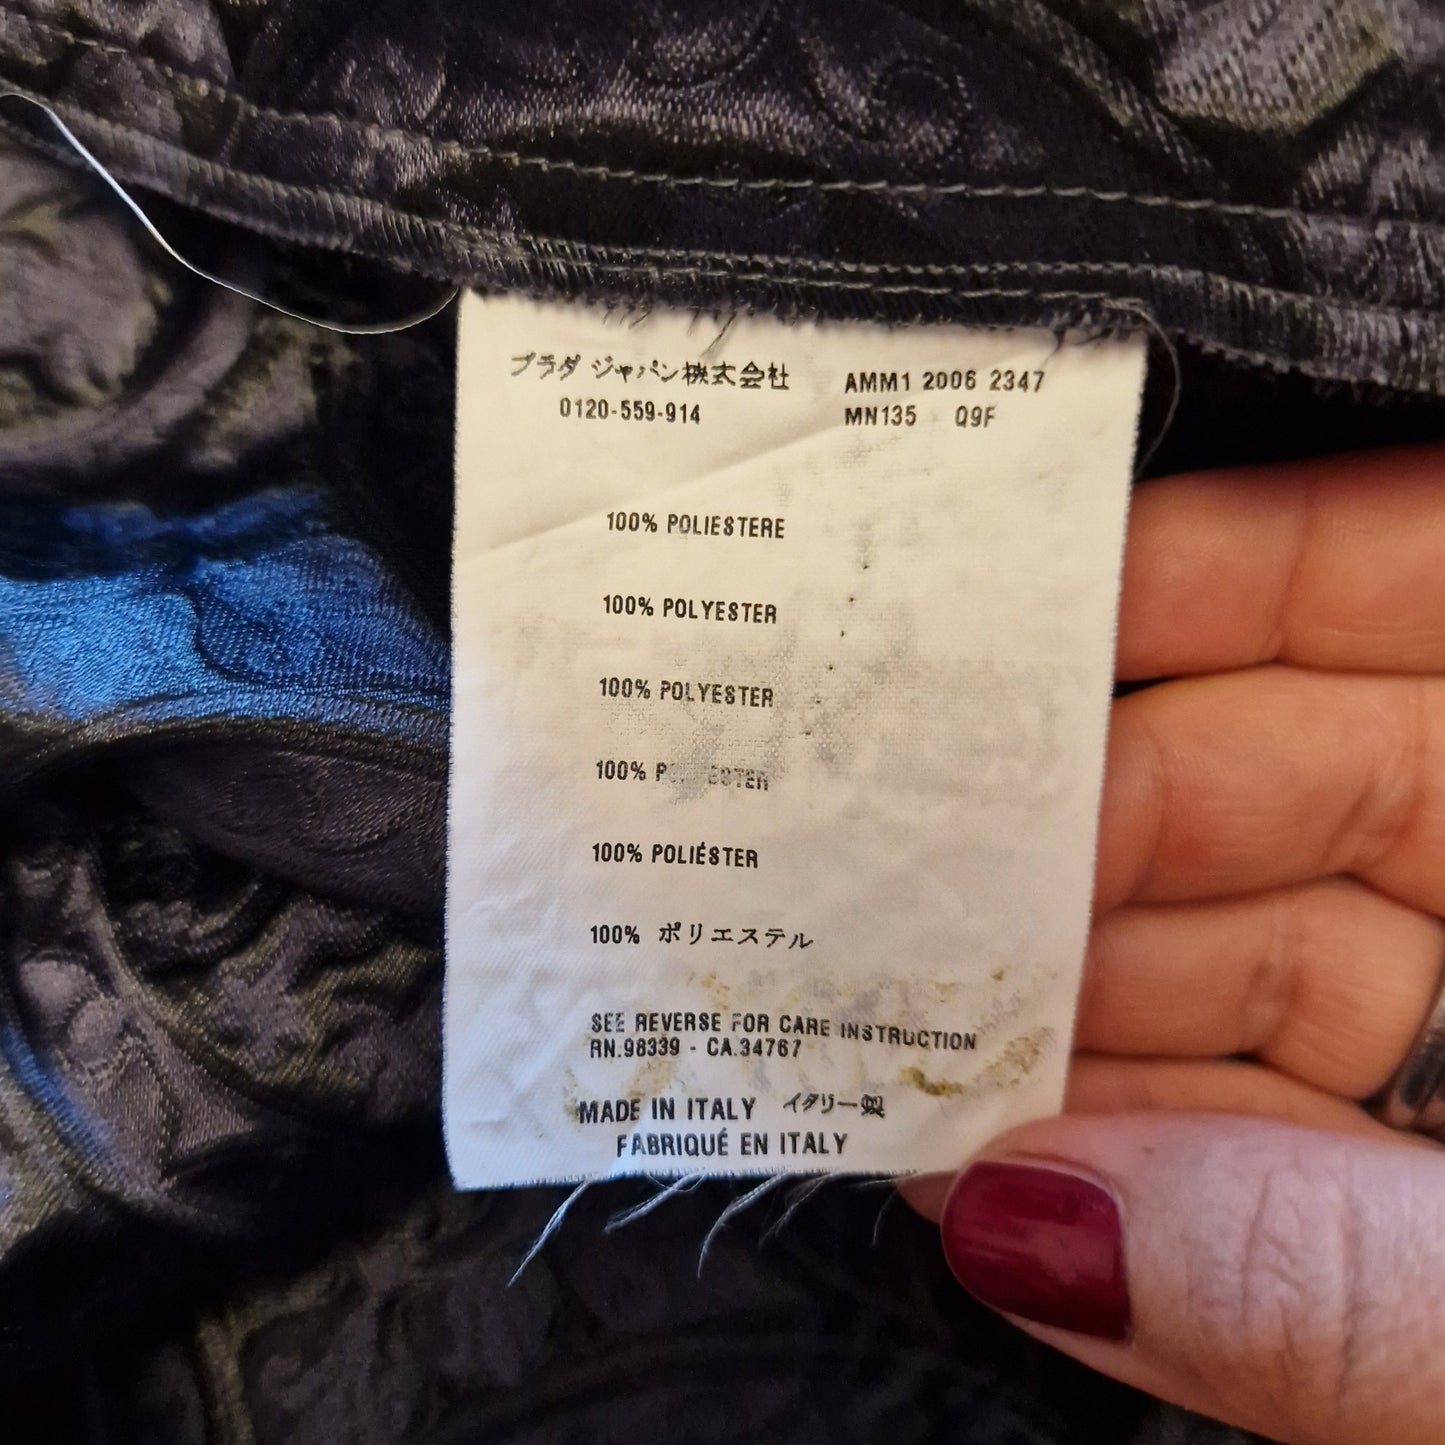 プラダ ジャパン株式会社
0120-559-914
AMM1 2006 2347
MN135 Q9F
100% POLIESTERE
100% POLYESTER
100% POLYESTER
100%
100% POLIÉSTER
100% ポリエステル
SEE REVERSE FOR CARE INSTRUCTION
RN.98339 - CA.34767
MADE IN ITALY イタリー製
FABRIQUÉ EN ITALY